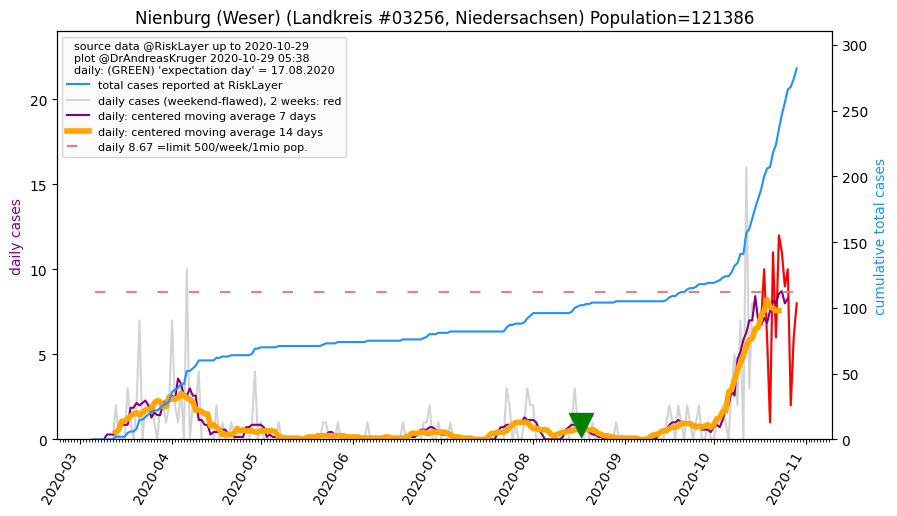 Nienburg (Weser) (Landkreis #03256, Niedersachsen) Population=121386
source data @RiskLayer up to 2020-10-29
plot @DrAndreasKruger 2020-10-29 05:38
daily: (GREEN) 'expectation day' = 17.08.2020
total cases reported at RiskLayer
daily cases (weekend-flawed), 2 weeks: red
daily: centered moving average 7 days
daily: centered moving average 14 days
daily 8.67 =limit 500/week/1mio pop.
daily cases
20
15
10
5
0
300
250
200
150
100
50
0
cumulative total cases
2020-03
2020-04
2020-05
2020-06
2020-07
2020-08
2020-09
2020-10
2020-11